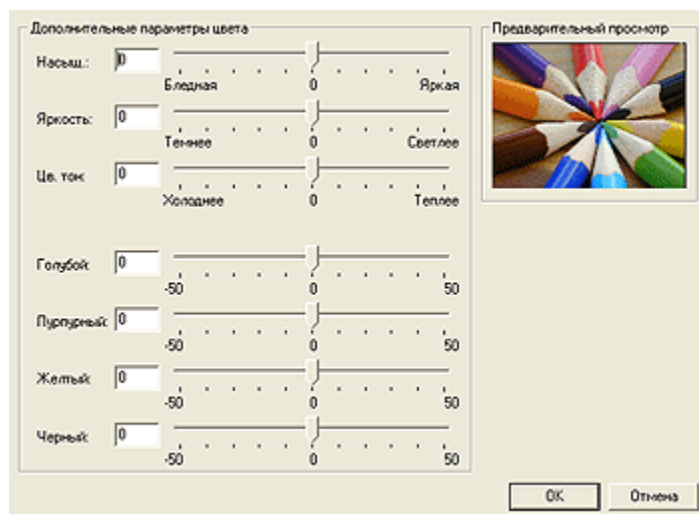 Дополнительные параметры цвета
Насыщ.: 0
Бледная 0 Яркая
Яркость: 0
Темнее 0 Светлее
Цв. тон: 0
Холоднее 0 Теплее
Голубой: 0
-50 0 50
Пурпурный: 0
-50 0 50
Желтый: 0
-50 0 50
Черный: 0
-50 0 50
Предварительный просмотр
OK Отмена